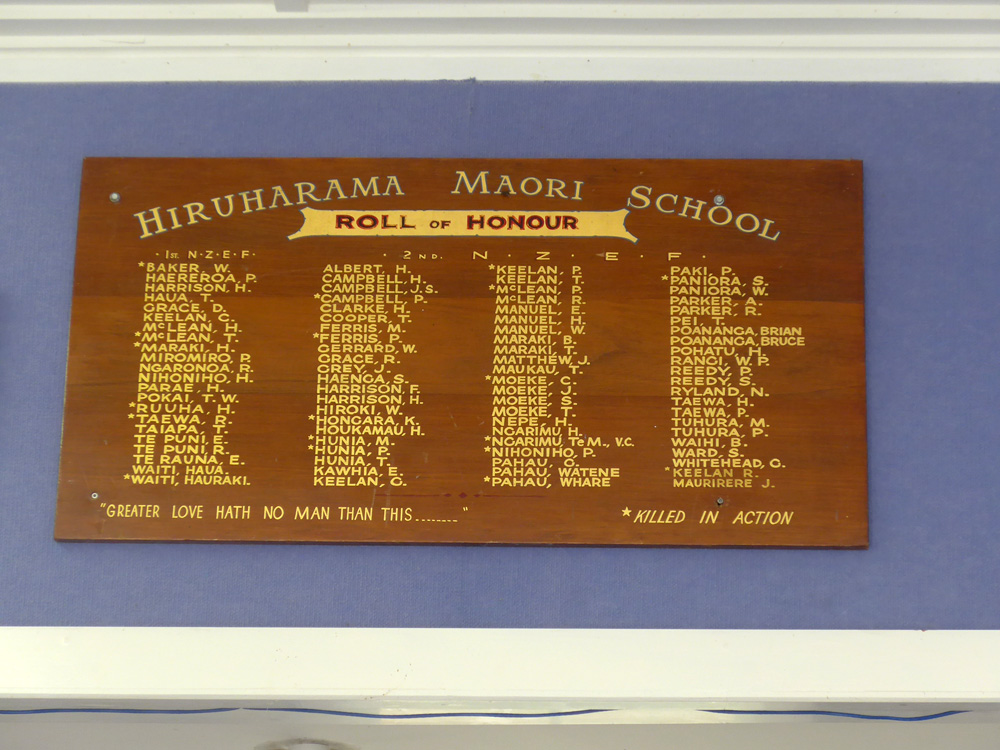 HIRUHARAMA MAORI SCHOOL
ROLL OF HONOUR
·1st N·Z·E·F·
*BAKER, W.
HAEREROA, P.
HARRISON, H.
HAUA, T.
GRACE, D.
KEELAN, C.
McLEAN, H.
*McLEAN, T.
*MARAKI, H.
MIROMIRO, P.
NGARONOA, R.
NIHONIHO, H.
PARAE, H.
POKAI, T. W.
*RUUHA, H.
*TAEWA, R.
TAIAPA, T.
TE PUNI, E.
TE PUNI, R.
TE RAUNA, E.
WAITI, HAUA.
*WAITI, HAURAKI.
· 2ND. N · Z · E · F ·
ALBERT, H.
CAMPBELL, H.
CAMPBELL, J.S.
*CAMPBELL, P.
CLARKE, H.
COOPER, T.
FERRIS, M.
*FERRIS, P.
GERRARD, W.
GRACE, R.
GREY, J.
HAENGA, S.
HARRISON, F.
HARRISON, H.
HIROKI, W.
*HONGARA, K.
HOUKAMAU, H.
*HUNIA, M.
*HUNIA, P.
HUNIA, T.
KAWHIA, E.
KEELAN, G.
*KEELAN, P.
KEELAN, T.
*McLEAN, J.
McLEAN, R.
MANUEL, E.
MANUEL, H.
MANUEL, W.
MARAKI, B.
MARAKI, T.
MATTHEW, J.
MAUKAU, T.
*MOEKE, C.
MOEKE, J.
MOEKE, S.
MOEKE, T.
NEPE, H.
NGARIMU, H.
*NGARIMU, Te M., V.C.
*NIHONIHO, P.
PAHAU, G.
PAHAU, WATENE
*PAHAU, WHARE
PAKI, P.
*PANIORA, S.
PANIORA, W.
PARKER, A.
PARKER, R.
PEI, T.
POANANGA, BRIAN
POANANGA, BRUCE
POHATU, H.
RANGI, W. P.
REEDY, P.
REEDY, S.
RYLAND, N.
TAEWA, H.
TAEWA, P.
TUHURA, M.
TUHURA, P.
WAIHI, B.
WARD, S.
WHITEHEAD, G.
*KEELAN R.
MAURIRERE J.
"GREATER LOVE HATH NO MAN THAN THIS........"
*KILLED IN ACTION